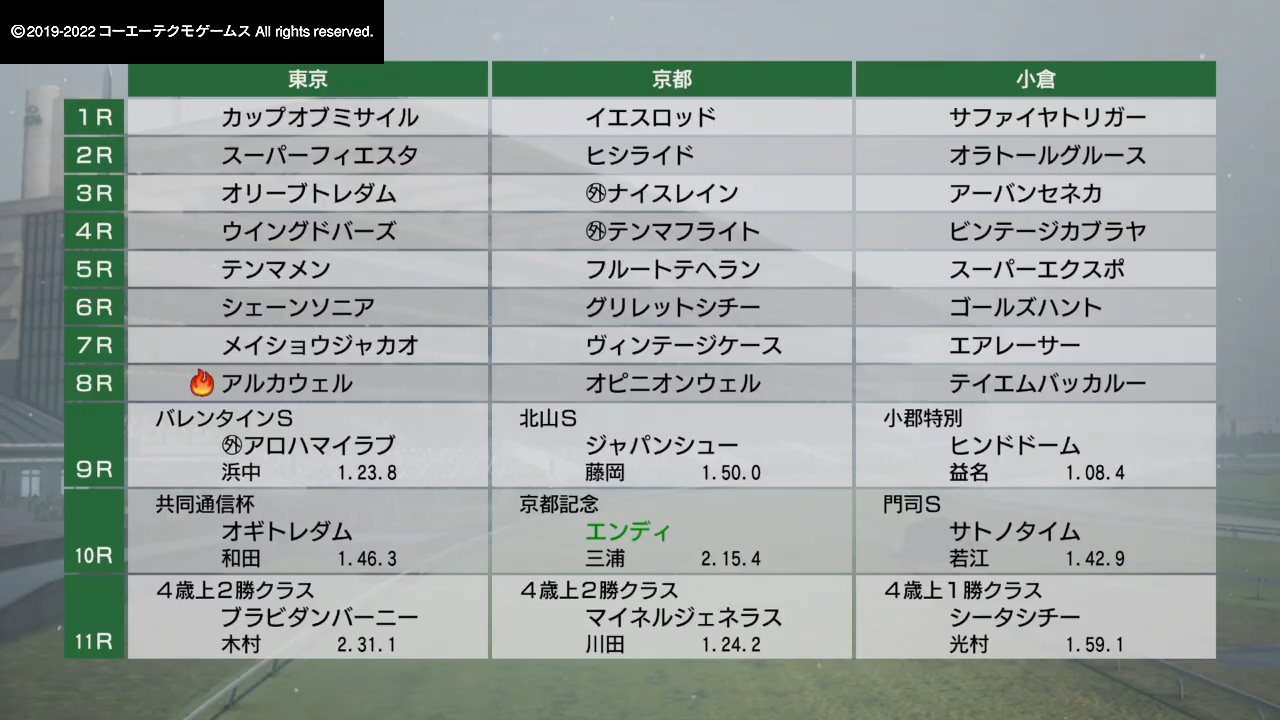 ©2019-2022 コーエーテクモゲームス All rights reserved.
東京 京都 小倉
1R カップオブミサイル イエスロッド サファイヤトリガー
2R スーパーフィエスタ ヒシライド オラトールグルース
3R オリーブトレダム 外ナイスレイン アーバンセネカ
4R ウイングドバーズ 外テンマフライト ビンテージカブラヤ
5R テンマメン フルートテヘラン スーパーエクスポ
6R シェーンソニア グリレットシチー ゴールズハント
7R メイショウジャカオ ヴィンテージケース エアレーサー
8R アルカウェル オピニオンウェル テイエムバッカルー
バレンタインS 北山S 小郡特別
外アロハマイラブ ジャパンシュー ヒンドドーム
9R 浜中 1.23.8 藤岡 1.50.0 益名 1.08.4
共同通信杯 京都記念 門司S
オギトレダム エンディ サトノタイム
10R 和田 1.46.3 三浦 2.15.4 若江 1.42.9
4歳上2勝クラス 4歳上2勝クラス 4歳上1勝クラス
ブラビダンバーニー マイネルジェネラス シータシチー
11R 木村 2.31.1 川田 1.24.2 光村 1.59.1